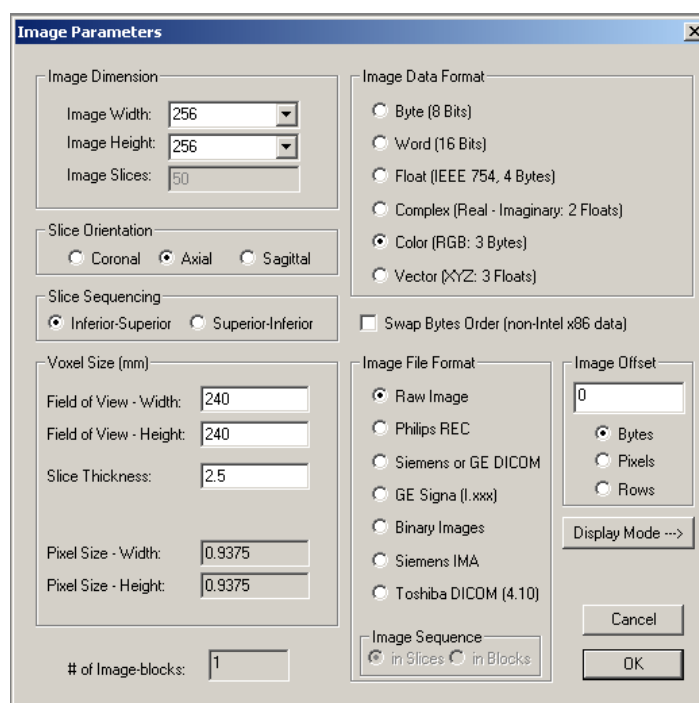 Image Parameters
Image Dimension
Image Width: 256
Image Height: 256
Image Slices: 50
Slice Orientation
Coronal Axial Sagittal
Slice Sequencing
Inferior-Superior Superior-Inferior
Voxel Size (mm)
Field of View - Width: 240
Field of View - Height: 240
Slice Thickness: 2.5
Pixel Size - Width: 0.9375
Pixel Size - Height: 0.9375
# of Image-blocks: 1
Image Data Format
Byte (8 Bits)
Word (16 Bits)
Float (IEEE 754, 4 Bytes)
Complex (Real - Imaginary: 2 Floats)
Color (RGB: 3 Bytes)
Vector (XYZ: 3 Floats)
Swap Bytes Order (non-Intel x86 data)
Image File Format
Raw Image
Philips REC
Siemens or GE DICOM
GE Signa (I.xxx)
Binary Images
Siemens IMA
Toshiba DICOM (4.10)
Image Sequence
in Slices in Blocks
Image Offset
0
Bytes
Pixels
Rows
Display Mode --->
Cancel
OK